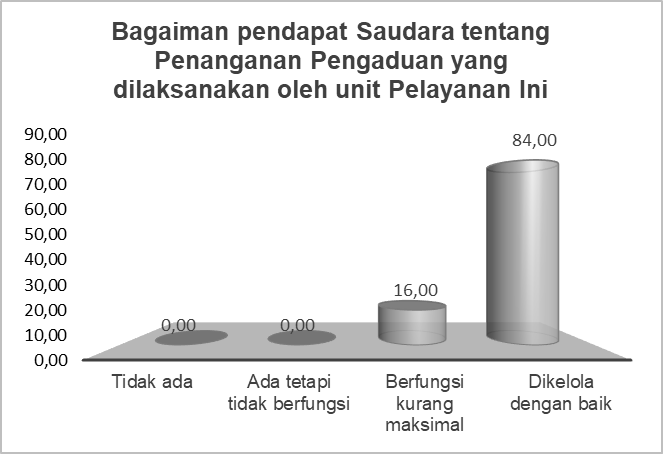 Bagaiman pendapat Saudara tentang
Penanganan Pengaduan yang
dilaksanakan oleh unit Pelayanan Ini
90,00
80,00
70,00
60,00
50,00
40,00
30,00
20,00
10,00
0,00
0,00
0,00
16,00
84,00
Tidak ada
Ada tetapi
tidak berfungsi
Berfungsi
kurang
maksimal
Dikelola
dengan baik